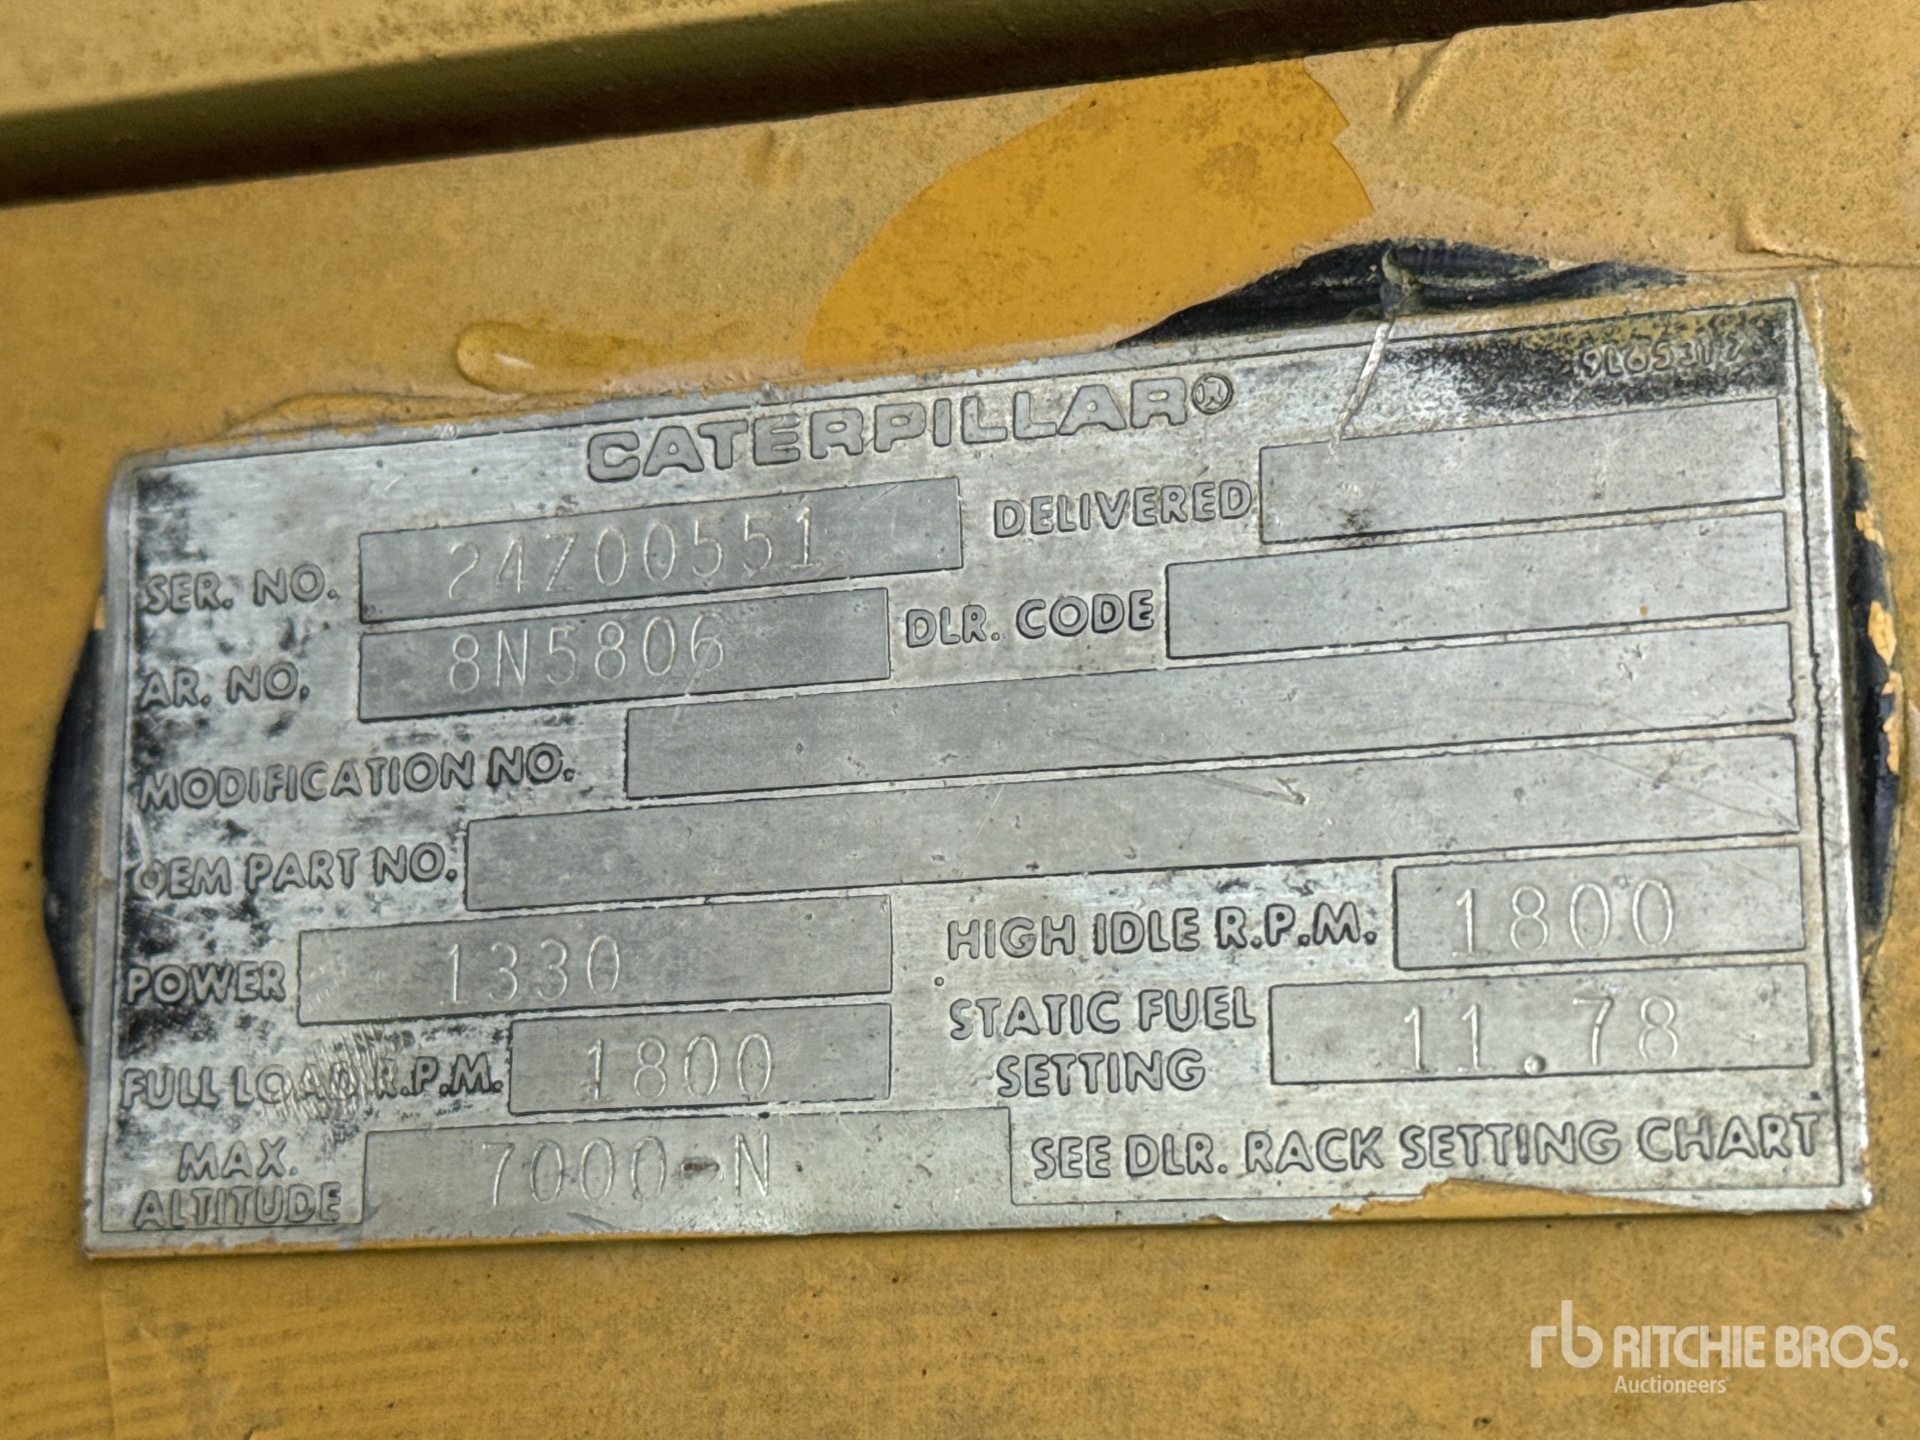 9L6531 2
CATERPILLAR®
SER. NO. 24Z00551 DELIVERED
AR. NO. 8N5806 DLR. CODE
MODIFICATION NO.
OEM PART NO.
POWER 1330 HIGH IDLE R.P.M. 1800
FULL LOAD R.P.M. 1800 STATIC FUEL SETTING 11.78
MAX. ALTITUDE 7000-N SEE DLR. RACK SETTING CHART
rb RITCHIE BROS.
Auctioneers